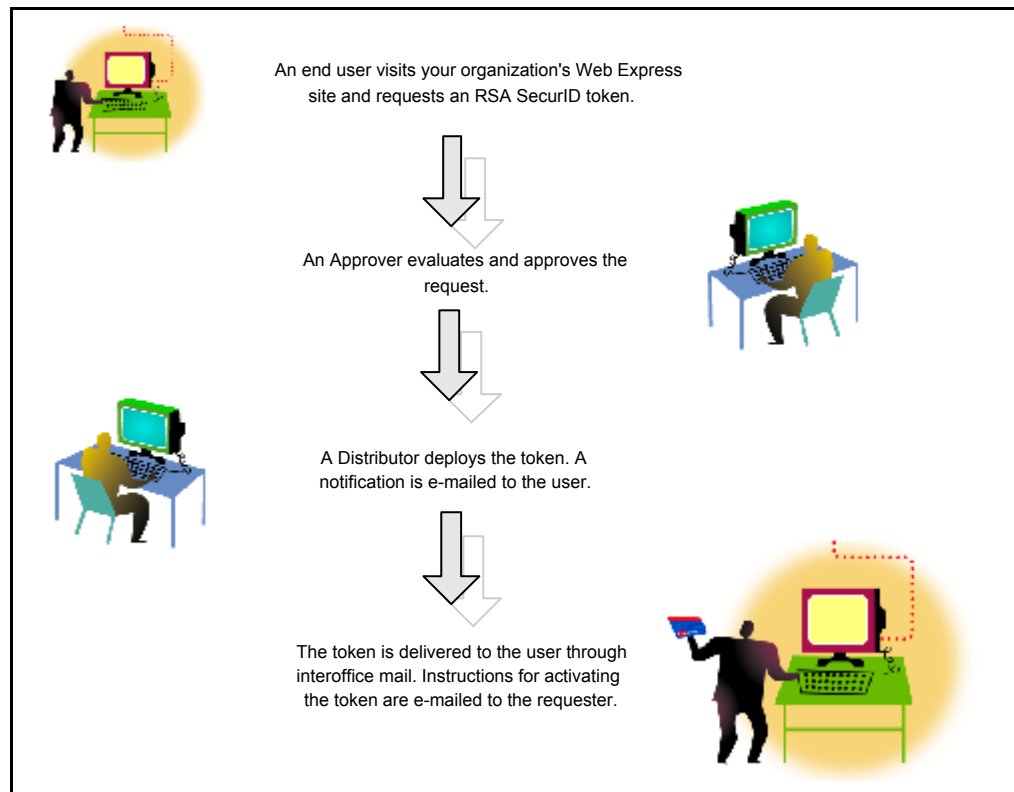 An end user visits your organization's Web Express
site and requests an RSA SecurID token.
An Approver evaluates and approves the
request.
A Distributor deploys the token. A
notification is e-mailed to the user.
The token is delivered to the user through
interoffice mail. Instructions for activating
the token are e-mailed to the requester.